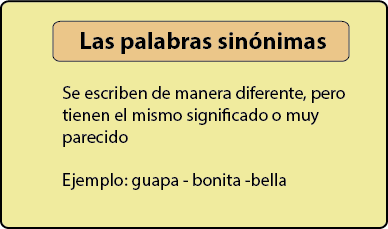 Las palabras sinónimas
Se escriben de manera diferente, pero
tienen el mismo significado o muy
parecido
Ejemplo: guapa - bonita -bella